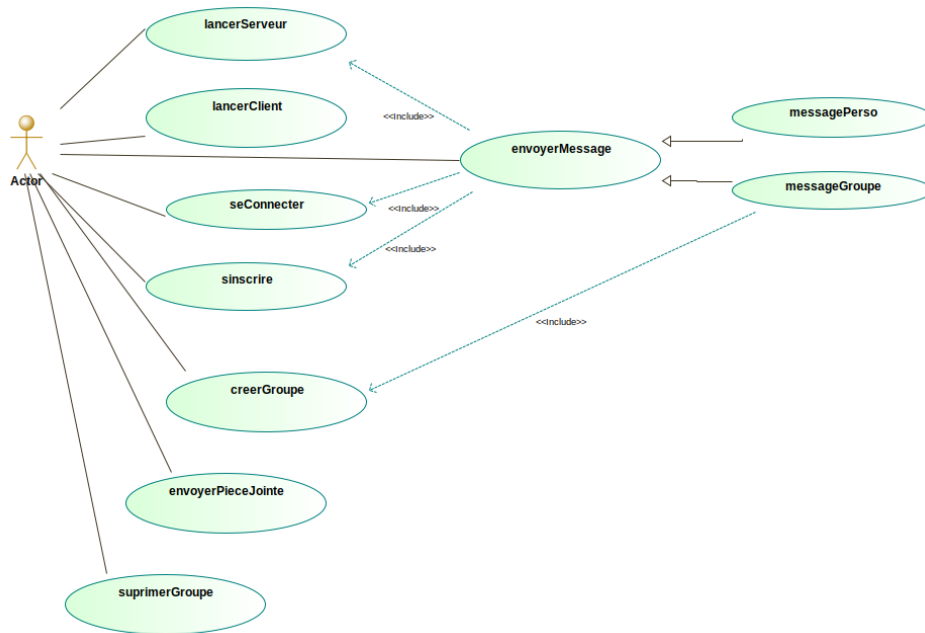 lancerServeur
lancerClient
<<Include>>
messagePerso
envoyerMessage
Actor
messageGroupe
seConnecter
<<Include>>
<<Include>>
sinscrire
<<Include>>
creerGroupe
envoyerPieceJointe
suprimerGroupe